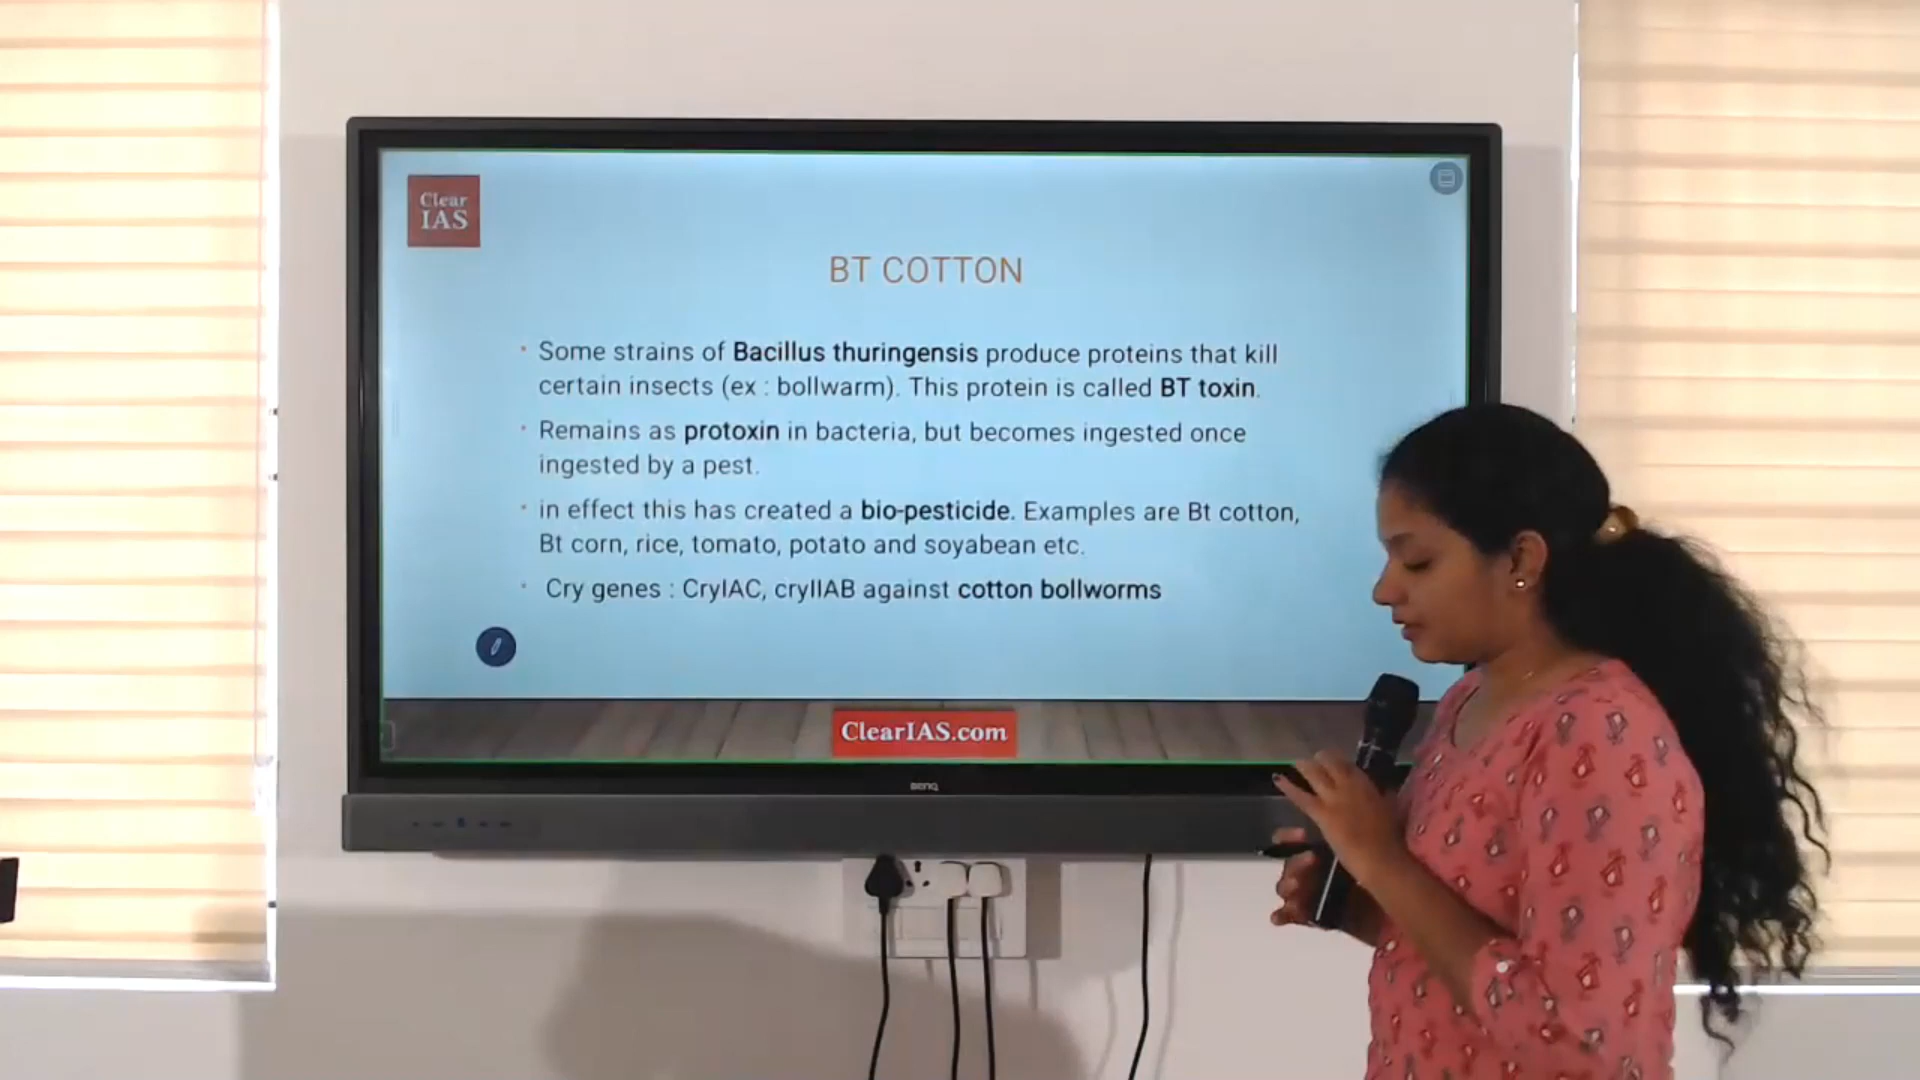 Clear
IAS
BT COTTON
Some strains of Bacillus thuringensis produce proteins that kill
certain insects (ex : bollwarm). This protein is called BT toxin.
Remains as protoxin in bacteria, but becomes ingested once
ingested by a pest.
in effect this has created a bio-pesticide. Examples are Bt cotton,
Bt corn, rice, tomato, potato and soyabean etc.
Cry genes : CryIAC, cryIIAB against cotton bollworms
ClearIAS.com
BenQ